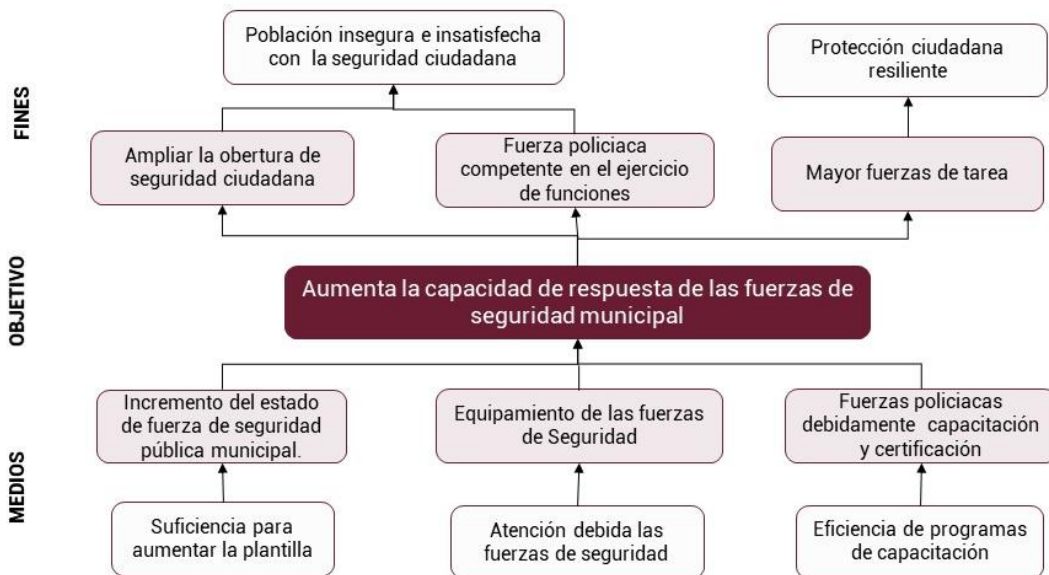 Población insegura e insatisfecha
con la seguridad ciudadana
Protección ciudadana
resiliente
FINES
Ampliar la obertura de
seguridad ciudadana
Fuerza policiaca
competente en el ejercicio
de funciones
Mayor fuerzas de tarea
OBJETIVO
Aumenta la capacidad de respuesta de las fuerzas de
seguridad municipal
MEDIOS
Incremento del estado
de fuerza de seguridad
pública municipal.
Equipamiento de las fuerzas
de Seguridad
Fuerzas policiacas
debidamente capacitación
y certificación
Suficiencia para
aumentar la plantilla
Atención debida las
fuerzas de seguridad
Eficiencia de programas
de capacitación